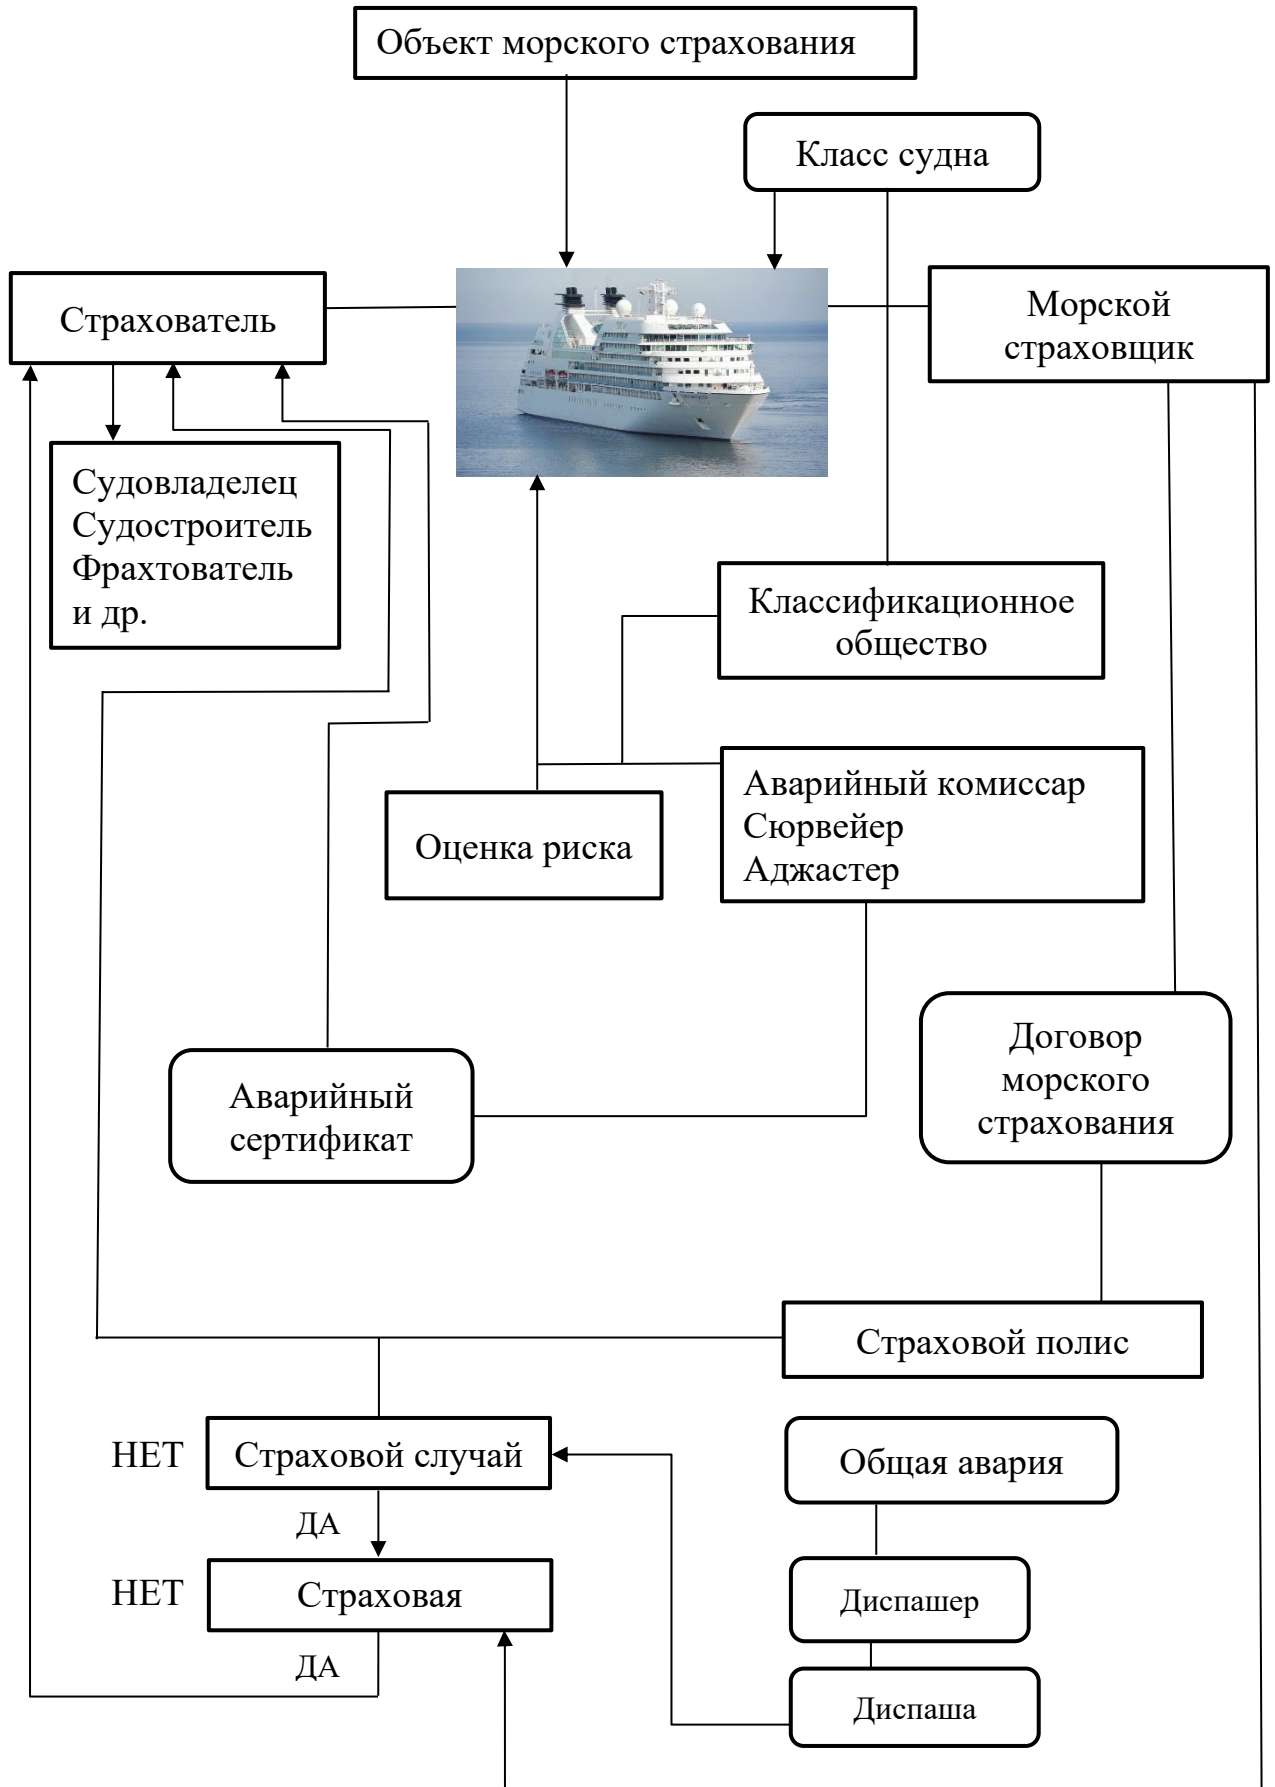 Объект морского страхования
Класс судна
Страхователь
Морской
страховщик
Судовладелец
Судостроитель
Фрахтователь
и др.
Классификационное
общество
Аварийный комиссар
Сюрвейер
Аджастер
Оценка риска
Договор
морского
страхования
Аварийный
сертификат
Страховой полис
НЕТ
Страховой случай
Общая авария
ДА
НЕТ
Страховая
Диспашер
ДА
Диспаша